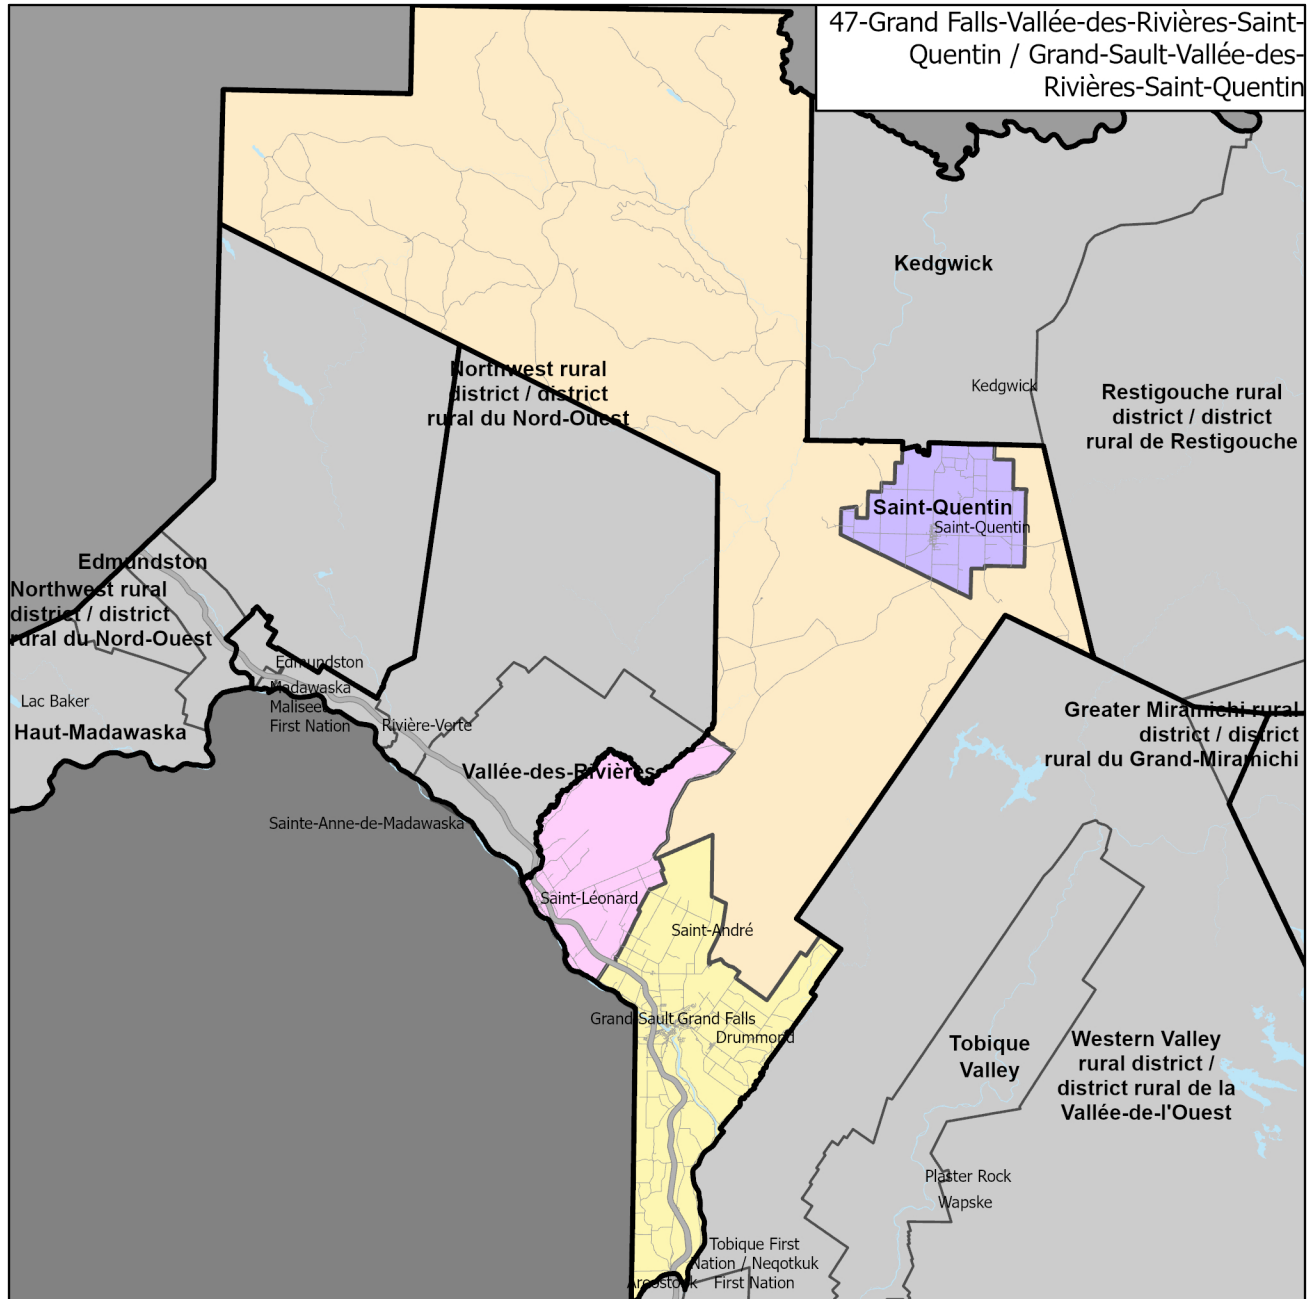 47-Grand Falls-Vallée-des-Rivières-Saint-
Quentin / Grand-Sault-Vallée-des-
Rivières-Saint-Quentin
Kedgwick
Northwest rural
district / district
rural du Nord-Ouest
Kedgwick
Restigouche rural
district / district
rural de Restigouche
Saint-Quentin
Saint-Quentin
Edmundston
Northwest rural
district / district
rural du Nord-Ouest
Edmundston
Madawaska
Maliseet
First Nation
Lac Baker
Haut-Madawaska
Rivière-Verte
Greater Miramichi rural
district / district
rural du Grand-Miramichi
Vallée-des-Rivières
Sainte-Anne-de-Madawaska
Saint-Léonard
Saint-André
Grand-Sault Grand Falls
Drummond
Tobique
Valley
Western Valley
rural district /
district rural de la
Vallée-de-l'Ouest
Plaster Rock
Wapske
Tobique First
Nation / Neqotkuk
First Nation
Aroostook